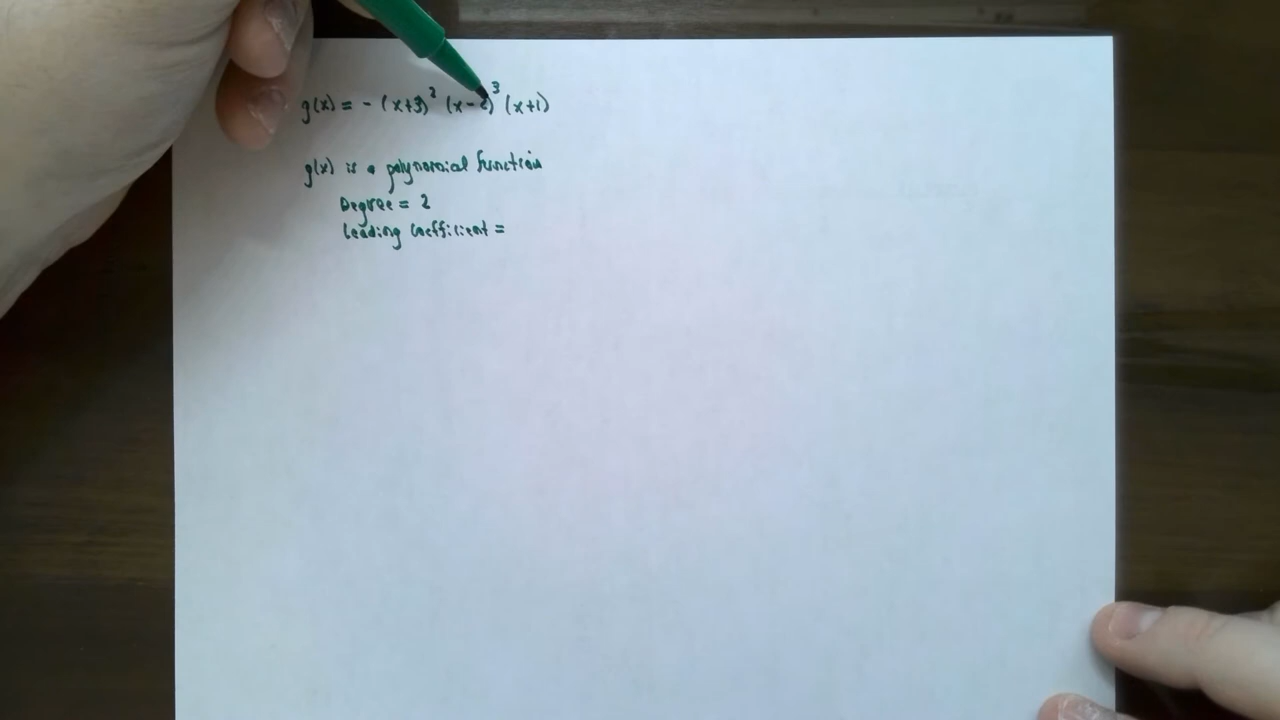 g(x) = - (x+3)² (x-2)³ (x+1)
g(x) is a polynomial function
Degree = 2
Leading coefficient =